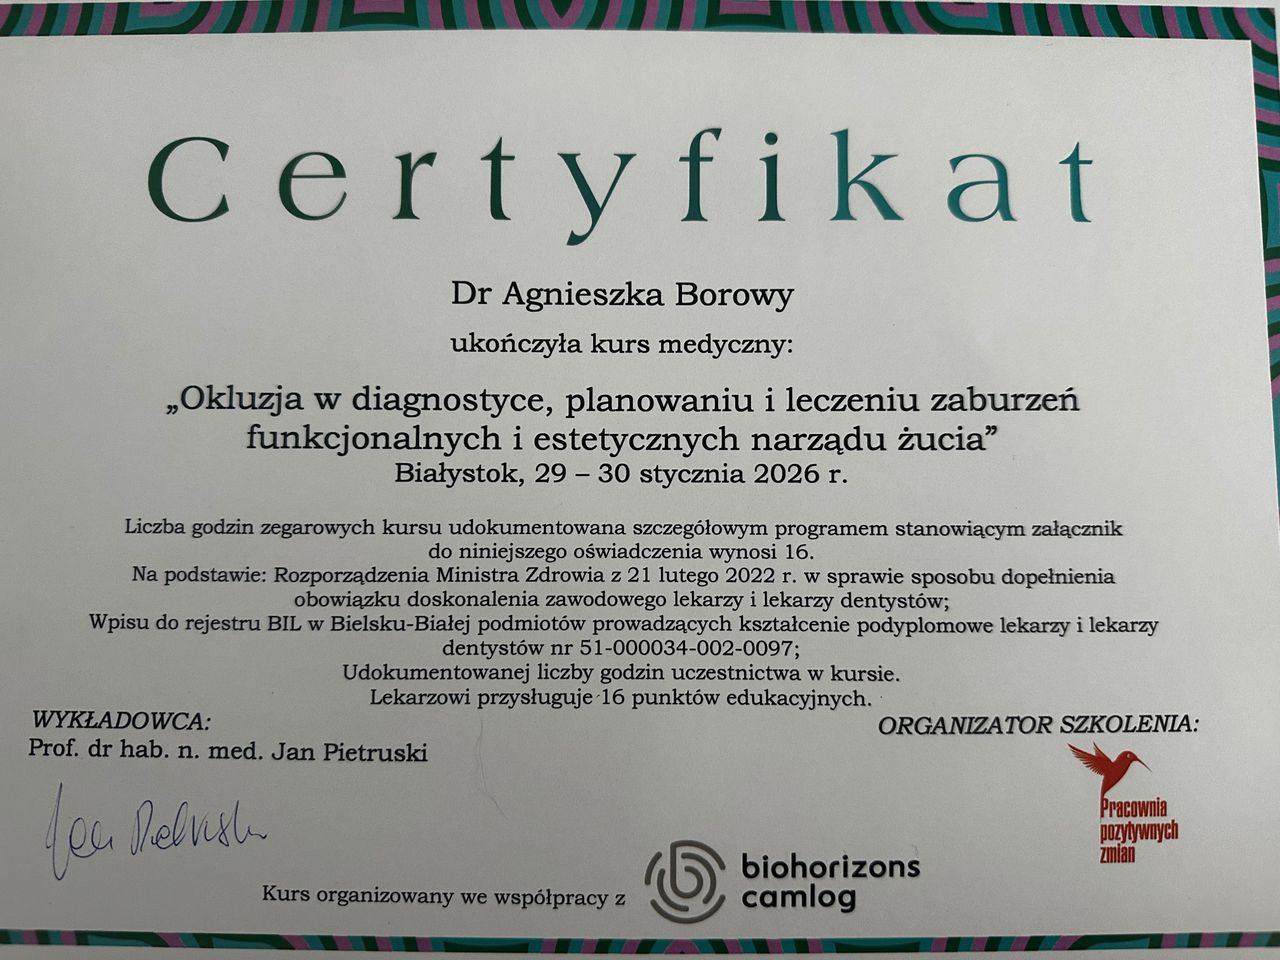 Certyfikat
Dr Agnieszka Borowy
ukończyła kurs medyczny:
„Okluzja w diagnostyce, planowaniu i leczeniu zaburzeń
funkcjonalnych i estetycznych narządu żucia”
Białystok, 29 – 30 stycznia 2026 r.
Liczba godzin zegarowych kursu udokumentowana szczegółowym programem stanowiącym załącznik
do niniejszego oświadczenia wynosi 16.
Na podstawie: Rozporządzenia Ministra Zdrowia z 21 lutego 2022 r. w sprawie sposobu dopełnienia
obowiązku doskonalenia zawodowego lekarzy i lekarzy dentystów;
Wpisu do rejestru BIL w Bielsku-Białej podmiotów prowadzących kształcenie podyplomowe lekarzy i lekarzy
dentystów nr 51-000034-002-0097;
Udokumentowanej liczby godzin uczestnictwa w kursie.
Lekarzowi przysługuje 16 punktów edukacyjnych.
WYKŁADOWCA:
Prof. dr hab. n. med. Jan Pietruski
ORGANIZATOR SZKOLENIA:
Pracownia
pozytywnych
zmian
Jan Pietruski
Kurs organizowany we współpracy z
biohorizons
camlog